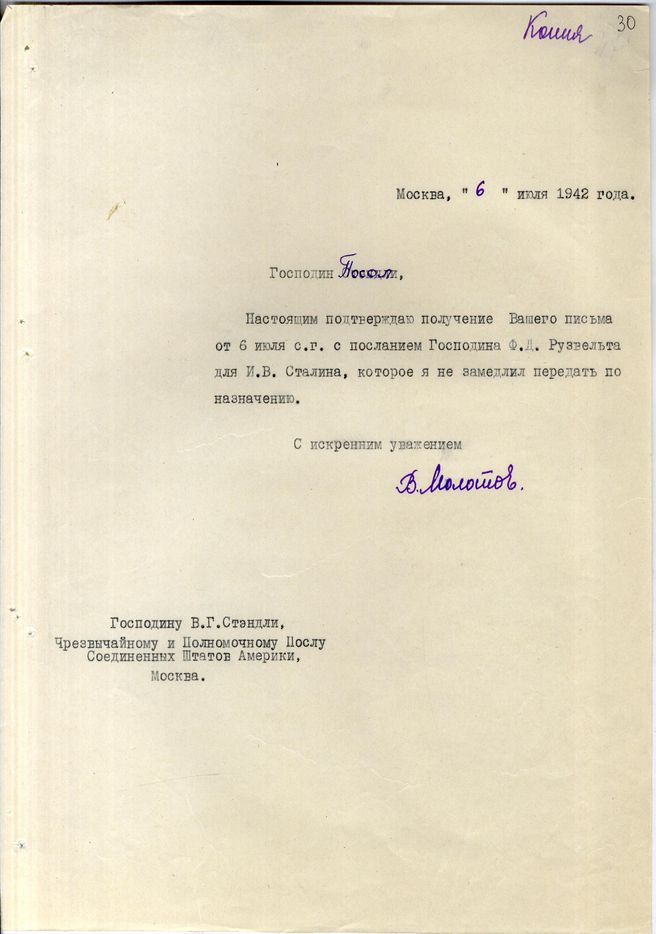 Копия 30
Москва, " 6 " июля 1942 года.
Господин Посол,
Настоящим подтверждаю получение Вашего письма
от 6 июля с.г. с посланием Господина Ф.Д. Рузвельта
для И.В. Сталина, которое я не замедлил передать по
назначению.
С искренним уважением
В. Молотов.
Господину В.Г.Стэндли,
Чрезвычайному и Полномочному Послу
Соединенных Штатов Америки,
Москва.